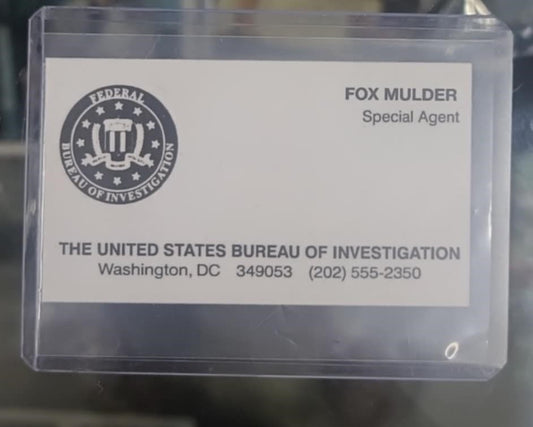 FEDERAL
BUREAU OF INVESTIGATION
FOX MULDER
Special Agent
THE UNITED STATES BUREAU OF INVESTIGATION
Washington, DC 349053 (202) 555-2350